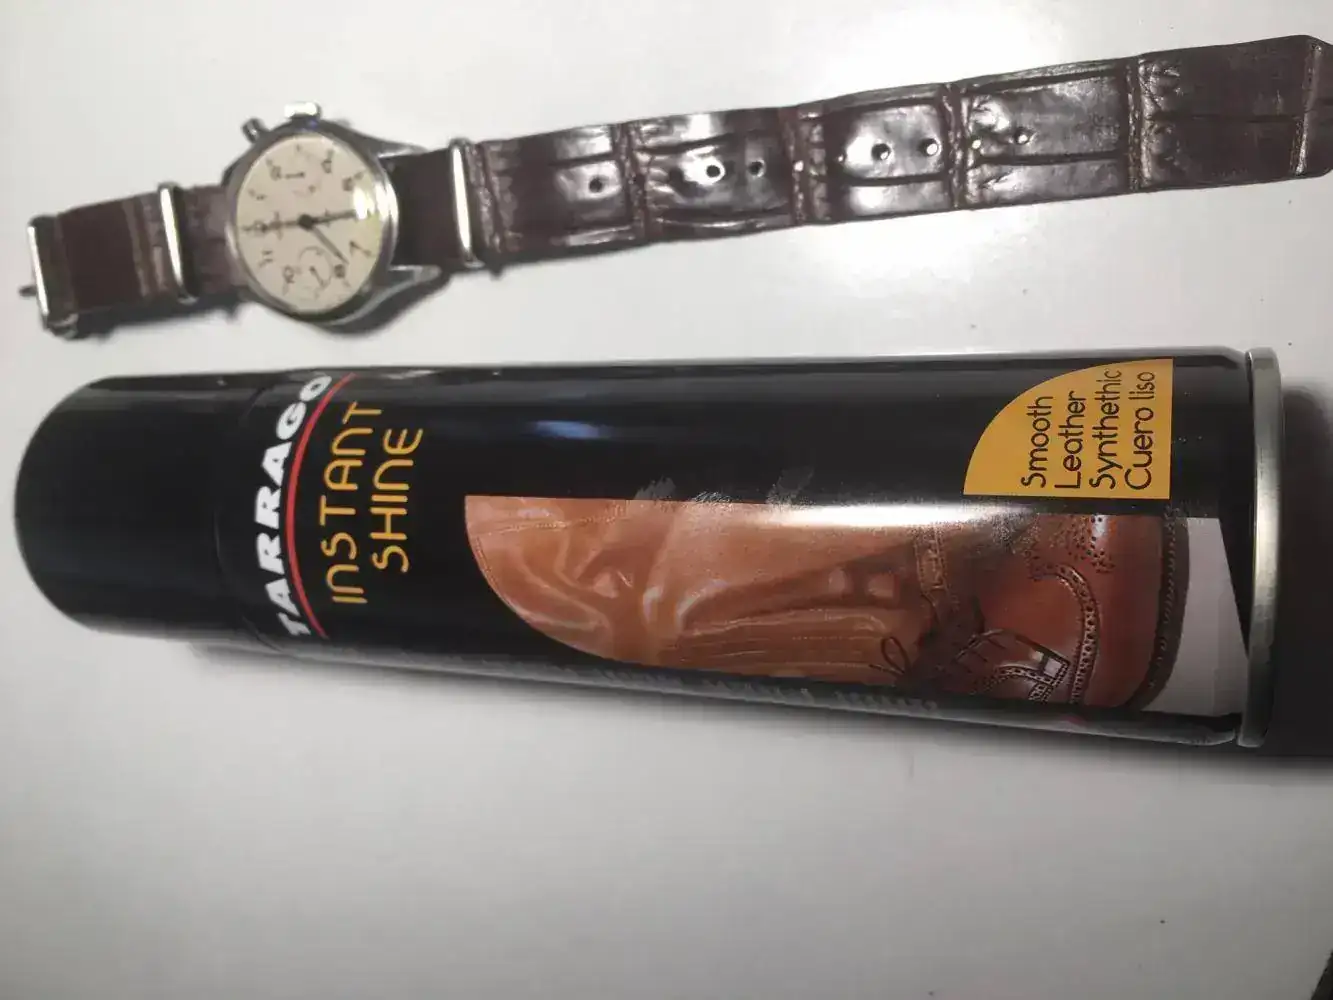 TARRAGO
INSTANT
SHINE
Smooth
Leather
Synthethic
Cuero liso